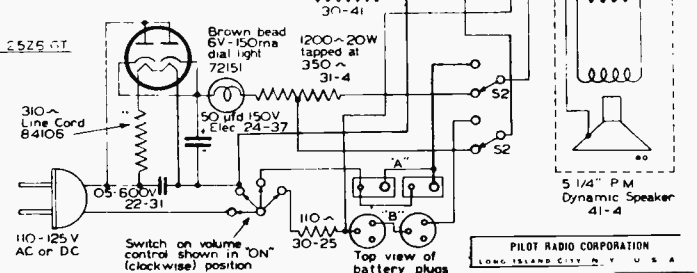 30-41
25Z6 GT
Brown bead
6V-150ma
dial light
72151
1200~20W
tapped at
350~
31-4
S2
310~
Line Cord
84106
50 µfd 150V
Elec 24-37
S2
"A"
.05-600V
22-31
"B"
110~
30-25
5 1/4" P M
Dynamic Speaker
41-4
110-125V
AC or DC
Switch on volume
control shown in "ON"
(clockwise) position
Top view of
battery plugs
PILOT RADIO CORPORATION
LONG ISLAND CITY N Y U S A